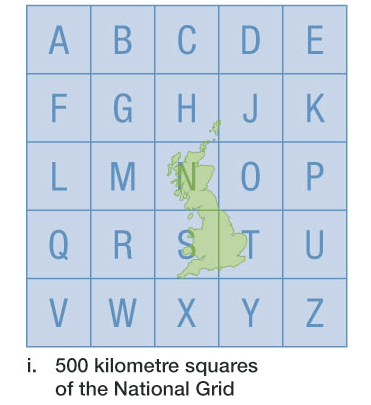 A B C D E
F G H J K
L M N O P
Q R S T U
V W X Y Z
i. 500 kilometre squares
of the National Grid